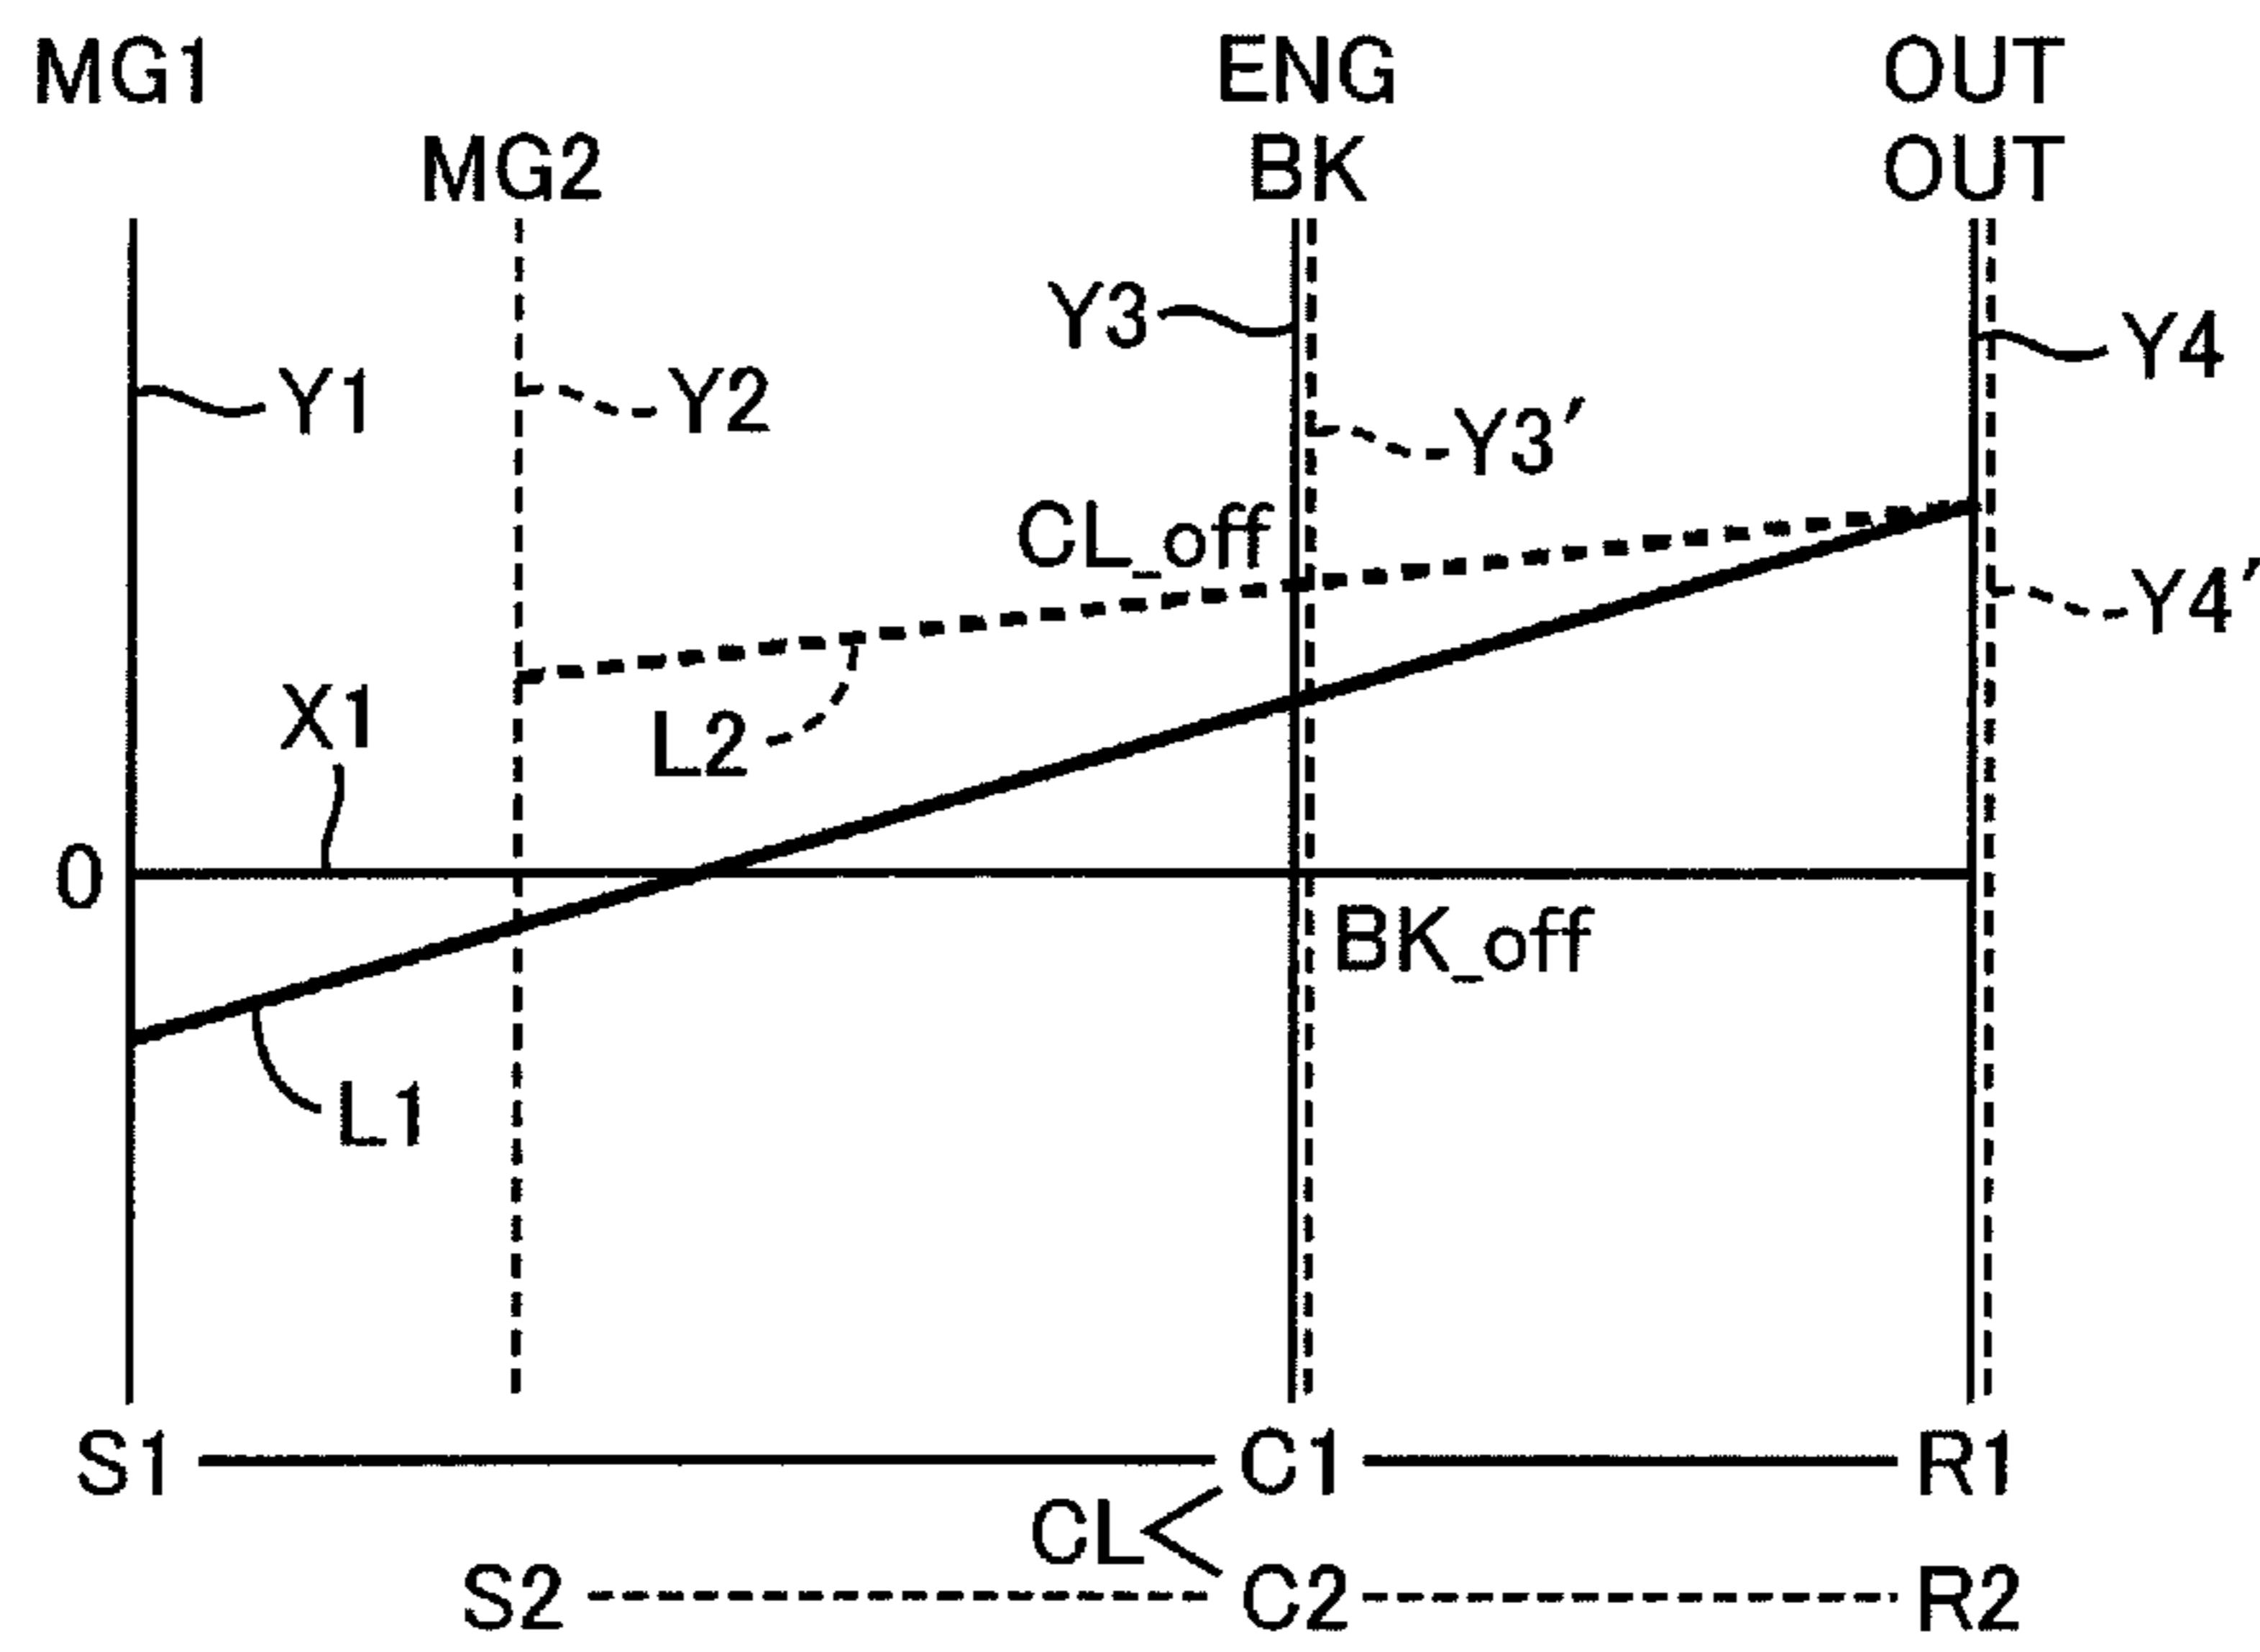 MG1 ENG OUT
MG2 BK OUT
Y3
Y4
Y1
Y2
Y3′
CL_off
Y4′
X1
L2
0
BK_off
L1
S1 C1 R1
CL
S2 C2 R2